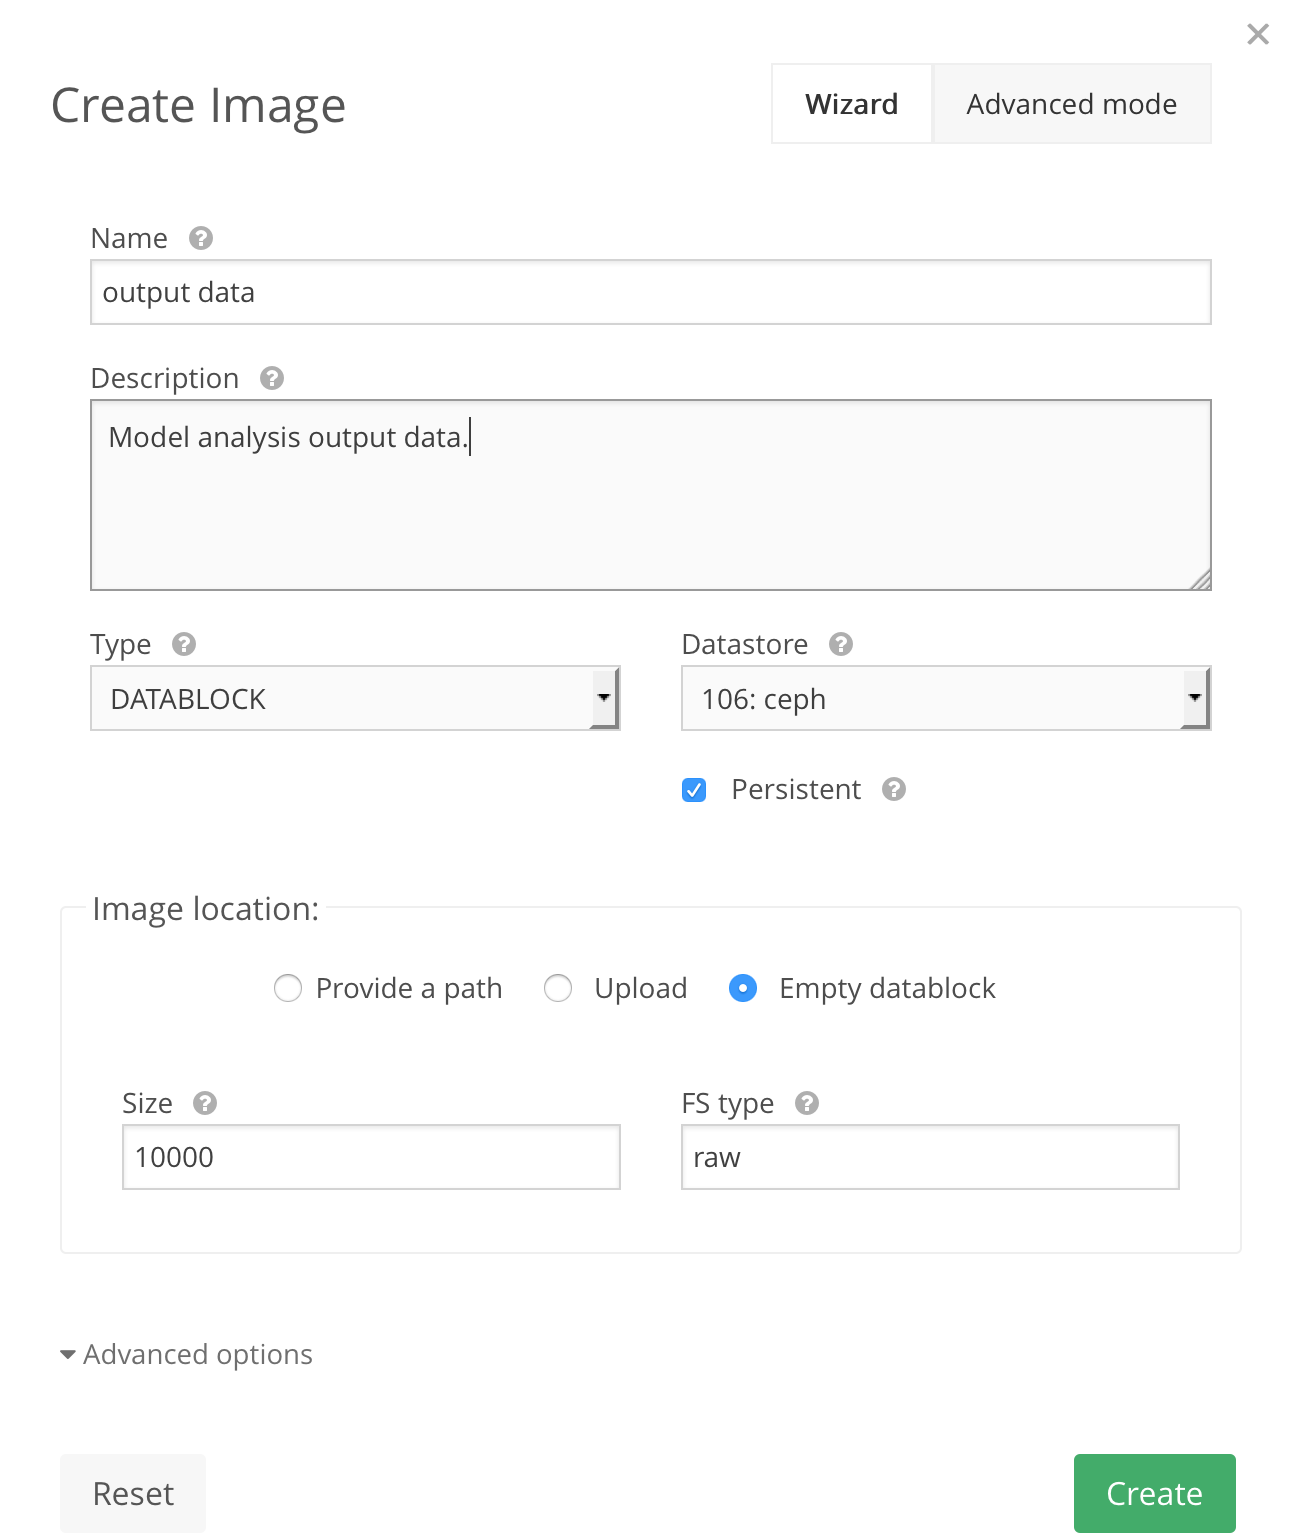 Create Image
Wizard Advanced mode
Name
output data
Description
Model analysis output data.
Type Datastore
DATABLOCK 106: ceph
Persistent
Image location:
Provide a path Upload Empty datablock
Size FS type
10000 raw
Advanced options
Reset Create